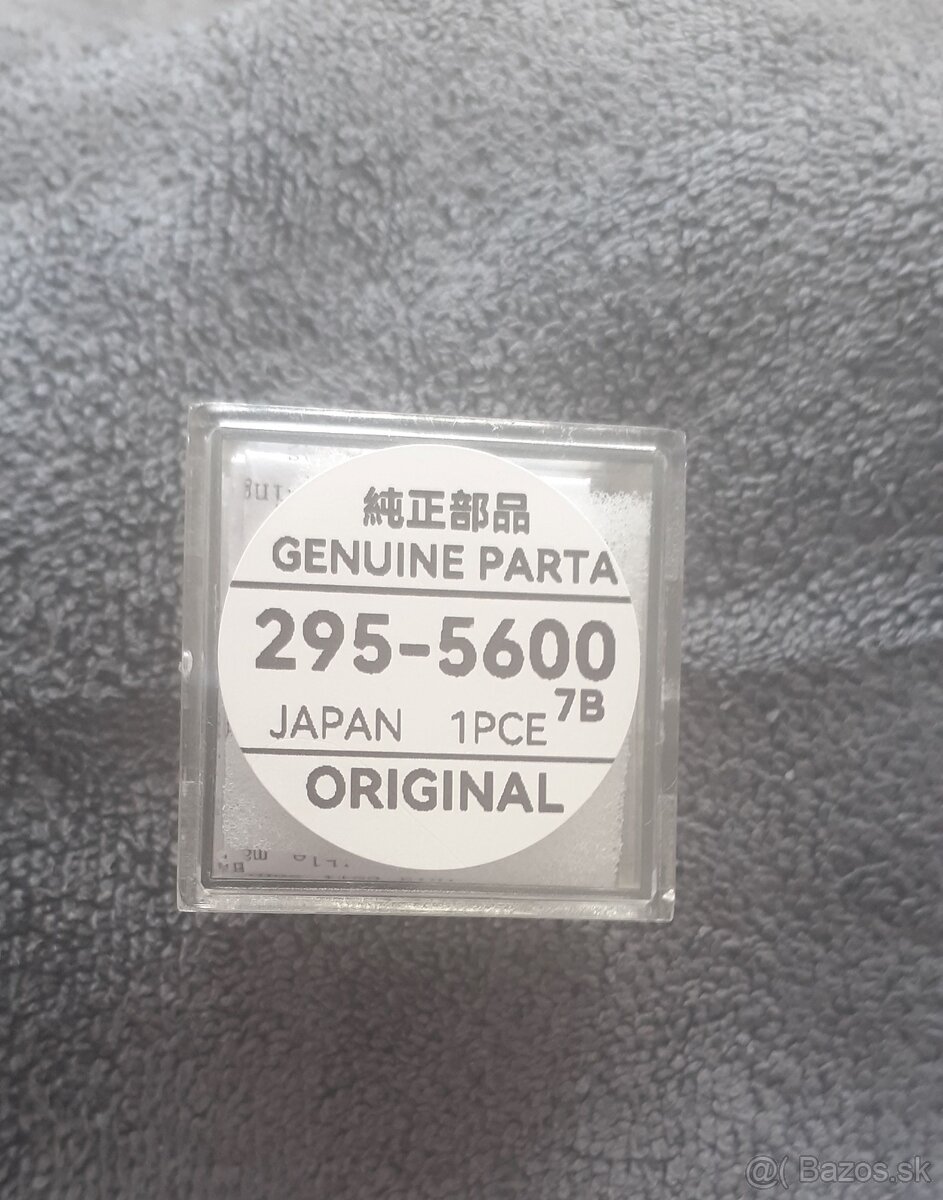 純正部品
GENUINE PARTA
295-5600
7B
JAPAN 1PCE
ORIGINAL
@( Bazos.sk